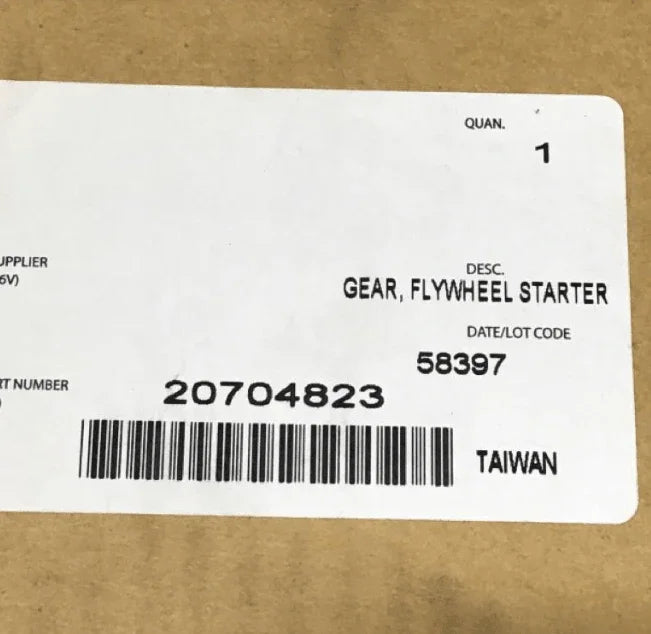 QUAN.
1
UPPLIER
6V)
DESC.
GEAR, FLYWHEEL STARTER
DATE/LOT CODE
58397
RT NUMBER
)
20704823
TAIWAN